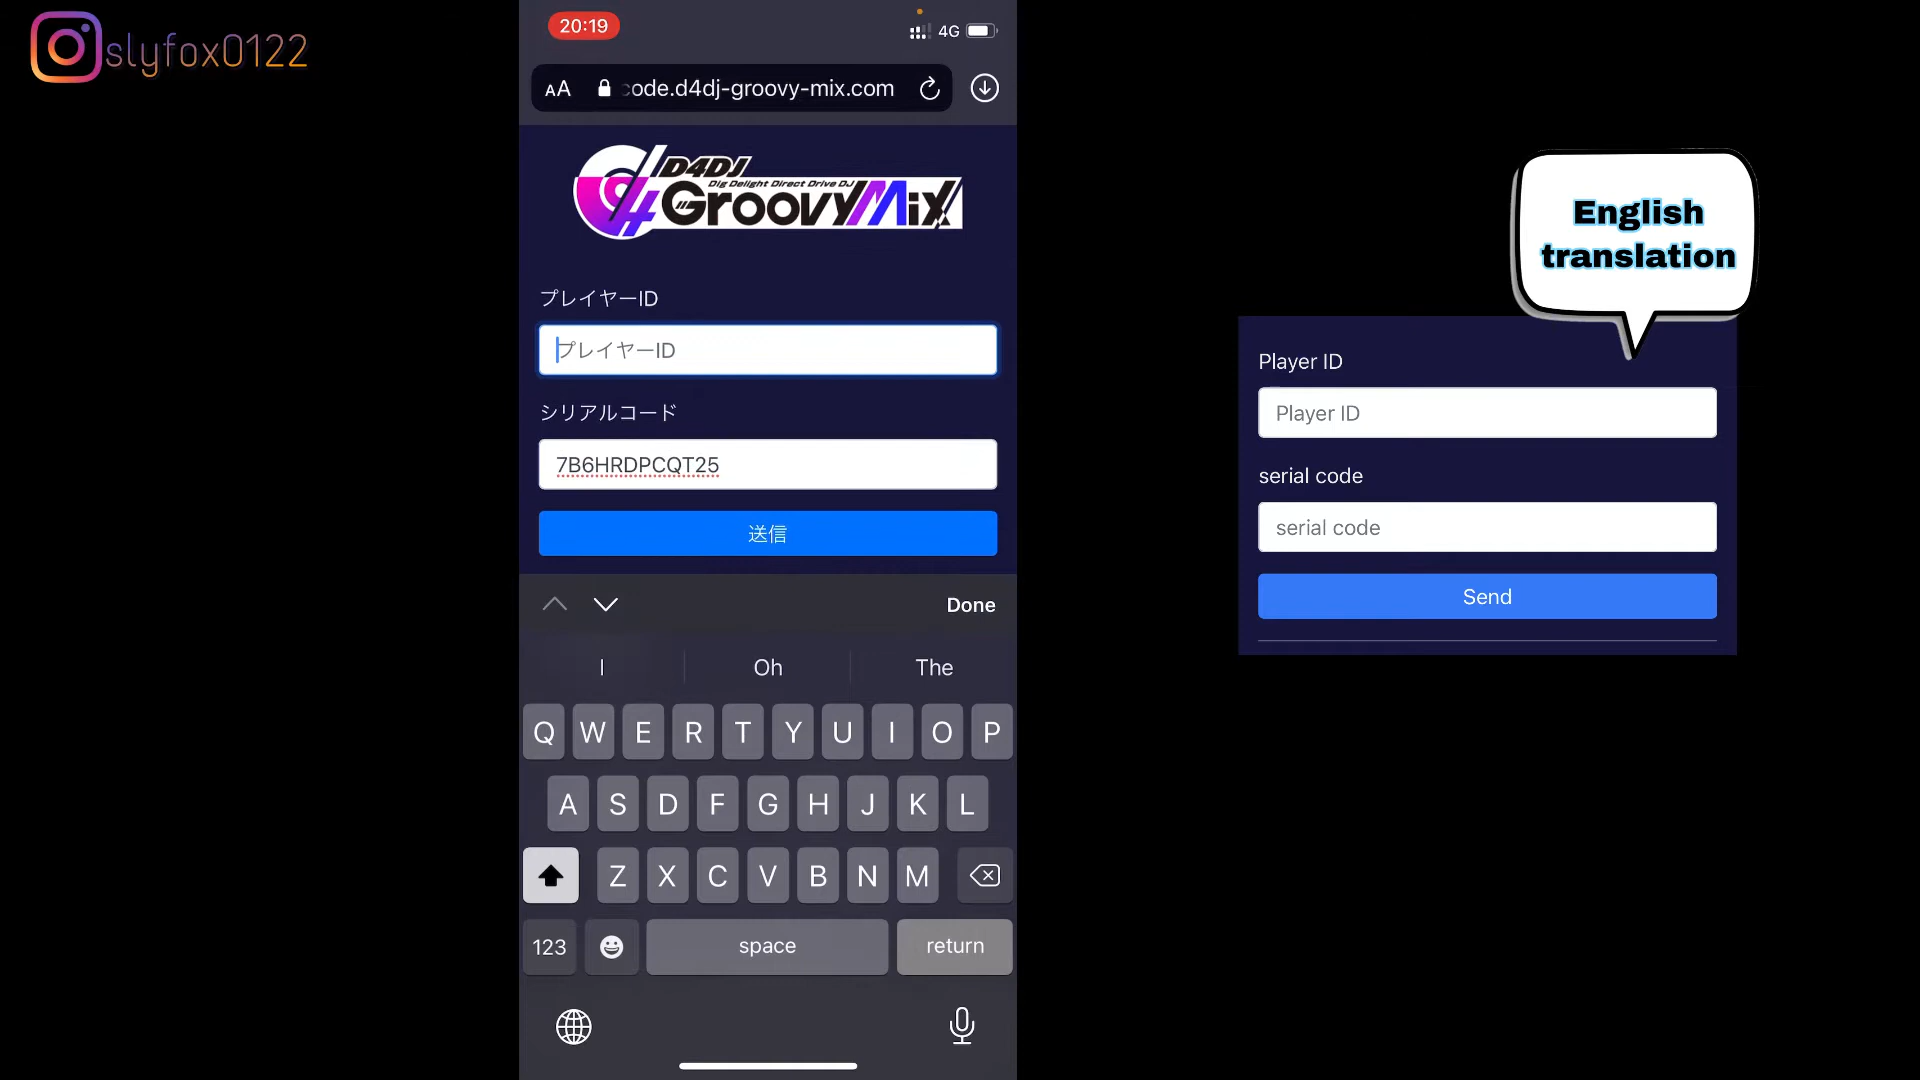 slyfox0122
20:19
4G
AA
code.d4dj-groovy-mix.com
D4DJ
Dig Delight Direct Drive DJ
GroovyMix
プレイヤーID
プレイヤーID
シリアルコード
7B6HRDPCQT25
送信
Done
I
Oh
The
Q W E R T Y U I O P
A S D F G H J K L
Z X C V B N M
123
space
return
English
translation
Player ID
Player ID
serial code
serial code
Send